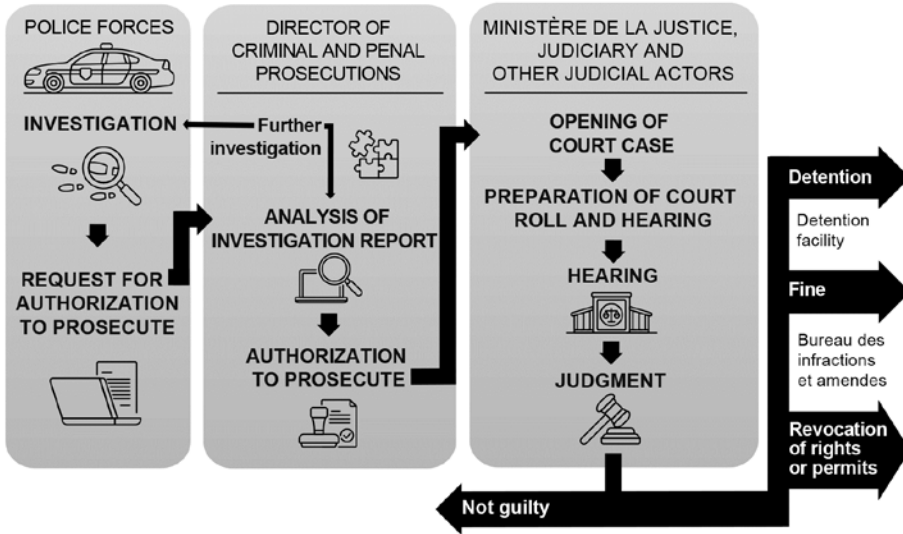 POLICE FORCES
INVESTIGATION
REQUEST FOR
AUTHORIZATION
TO PROSECUTE
DIRECTOR OF
CRIMINAL AND PENAL
PROSECUTIONS
Further
investigation
ANALYSIS OF
INVESTIGATION REPORT
AUTHORIZATION
TO PROSECUTE
MINISTÈRE DE LA JUSTICE,
JUDICIARY AND
OTHER JUDICIAL ACTORS
OPENING OF
COURT CASE
PREPARATION OF COURT
ROLL AND HEARING
HEARING
JUDGMENT
Not guilty
Detention
Detention
facility
Fine
Bureau des
infractions
et amendes
Revocation
of rights
or permits